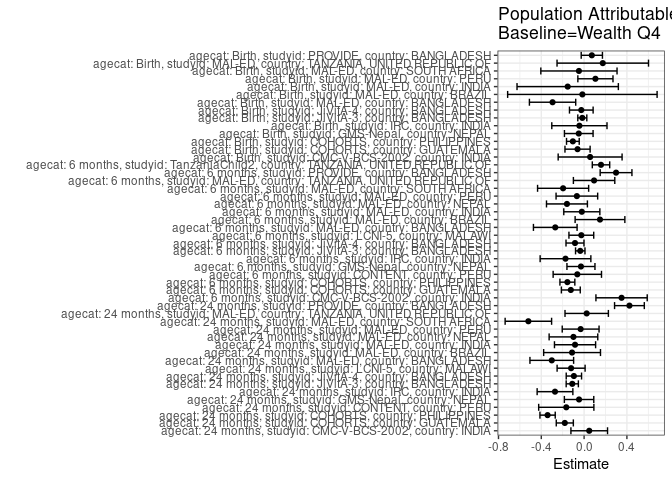 Population Attributable
Baseline=Wealth Q4
agecat: Birth, studyid: PROVIDE, country: BANGLADESH
agecat: Birth, studyid: MAL-ED, country: TANZANIA, UNITED REPUBLIC OF
agecat: Birth, studyid: MAL-ED, country: SOUTH AFRICA
agecat: Birth, studyid: MAL-ED, country: PERU
agecat: Birth, studyid: MAL-ED, country: INDIA
agecat: Birth, studyid: MAL-ED, country: BRAZIL
agecat: Birth, studyid: MAL-ED, country: BANGLADESH
agecat: Birth, studyid: JiVitA-4, country: BANGLADESH
agecat: Birth, studyid: JiVitA-3, country: BANGLADESH
agecat: Birth, studyid: IRC, country: INDIA
agecat: Birth, studyid: GMS-Nepal, country: NEPAL
agecat: Birth, studyid: COHORTS, country: PHILIPPINES
agecat: Birth, studyid: COHORTS, country: GUATEMALA
agecat: Birth, studyid: CMC-V-BCS-2002, country: INDIA
agecat: 6 months, studyid: TanzaniaChild2, country: TANZANIA, UNITED REPUBLIC OF
agecat: 6 months, studyid: PROVIDE, country: BANGLADESH
agecat: 6 months, studyid: MAL-ED, country: TANZANIA, UNITED REPUBLIC OF
agecat: 6 months, studyid: MAL-ED, country: SOUTH AFRICA
agecat: 6 months, studyid: MAL-ED, country: PERU
agecat: 6 months, studyid: MAL-ED, country: NEPAL
agecat: 6 months, studyid: MAL-ED, country: INDIA
agecat: 6 months, studyid: MAL-ED, country: BRAZIL
agecat: 6 months, studyid: MAL-ED, country: BANGLADESH
agecat: 6 months, studyid: LCNI-5, country: MALAWI
agecat: 6 months, studyid: JiVitA-4, country: BANGLADESH
agecat: 6 months, studyid: JiVitA-3, country: BANGLADESH
agecat: 6 months, studyid: IRC, country: INDIA
agecat: 6 months, studyid: GMS-Nepal, country: NEPAL
agecat: 6 months, studyid: CONTENT, country: PERU
agecat: 6 months, studyid: COHORTS, country: PHILIPPINES
agecat: 6 months, studyid: COHORTS, country: GUATEMALA
agecat: 6 months, studyid: CMC-V-BCS-2002, country: INDIA
agecat: 24 months, studyid: PROVIDE, country: BANGLADESH
agecat: 24 months, studyid: MAL-ED, country: TANZANIA, UNITED REPUBLIC OF
agecat: 24 months, studyid: MAL-ED, country: SOUTH AFRICA
agecat: 24 months, studyid: MAL-ED, country: PERU
agecat: 24 months, studyid: MAL-ED, country: NEPAL
agecat: 24 months, studyid: MAL-ED, country: INDIA
agecat: 24 months, studyid: MAL-ED, country: BRAZIL
agecat: 24 months, studyid: MAL-ED, country: BANGLADESH
agecat: 24 months, studyid: LCNI-5, country: MALAWI
agecat: 24 months, studyid: JiVitA-4, country: BANGLADESH
agecat: 24 months, studyid: JiVitA-3, country: BANGLADESH
agecat: 24 months, studyid: IRC, country: INDIA
agecat: 24 months, studyid: GMS-Nepal, country: NEPAL
agecat: 24 months, studyid: CONTENT, country: PERU
agecat: 24 months, studyid: COHORTS, country: PHILIPPINES
agecat: 24 months, studyid: COHORTS, country: GUATEMALA
agecat: 24 months, studyid: CMC-V-BCS-2002, country: INDIA
-0.8 -0.4 0.0 0.4
Estimate